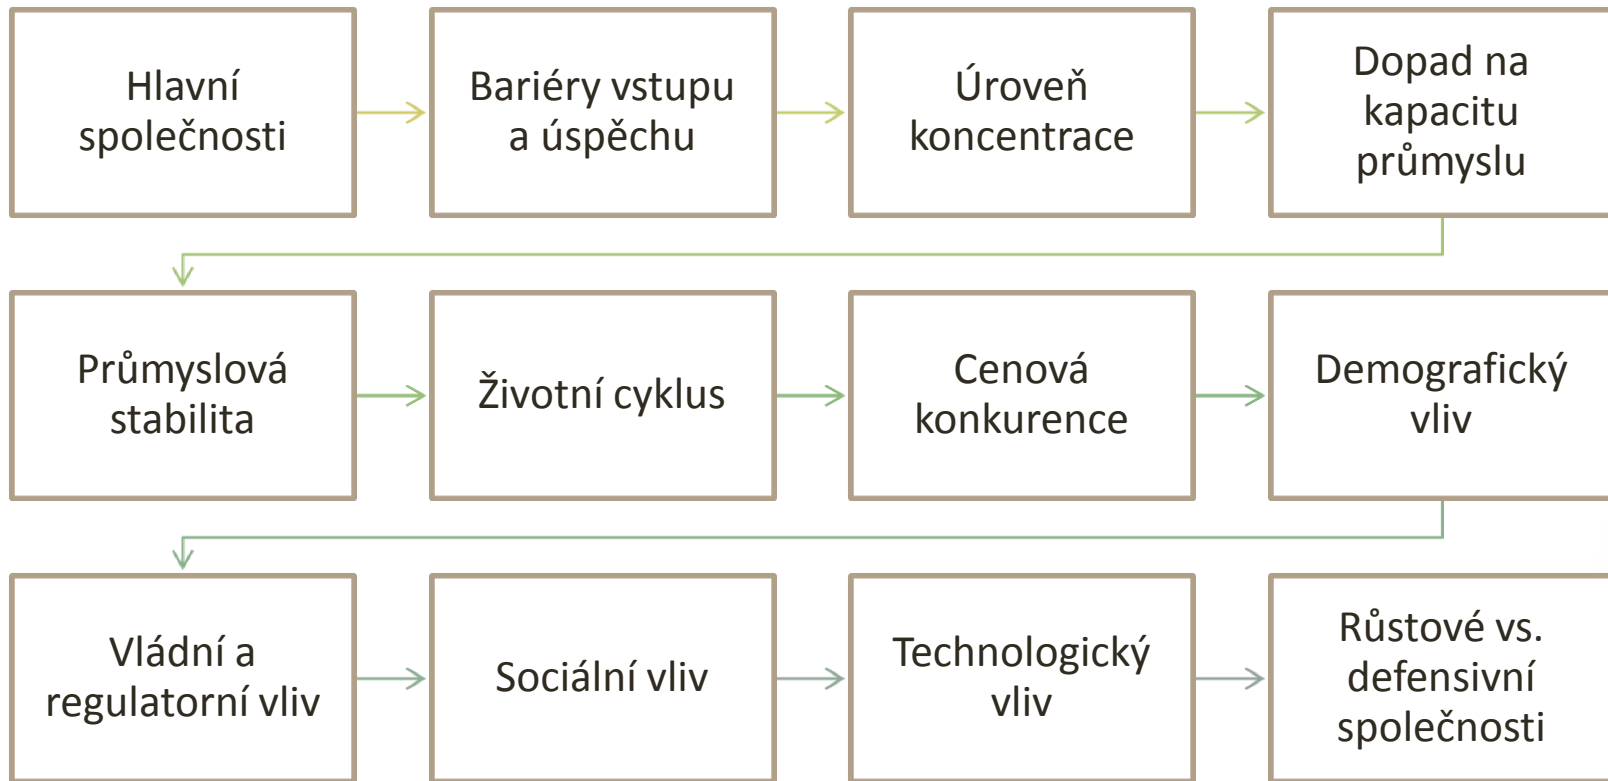 Hlavní
společnosti
Bariéry vstupu
a úspěchu
Úroveň
koncentrace
Dopad na
kapacitu
průmyslu
Průmyslová
stabilita
Životní cyklus
Cenová
konkurence
Demografický
vliv
Vládní a
regulatorní vliv
Sociální vliv
Technologický
vliv
Růstové vs.
defensivní
společnosti